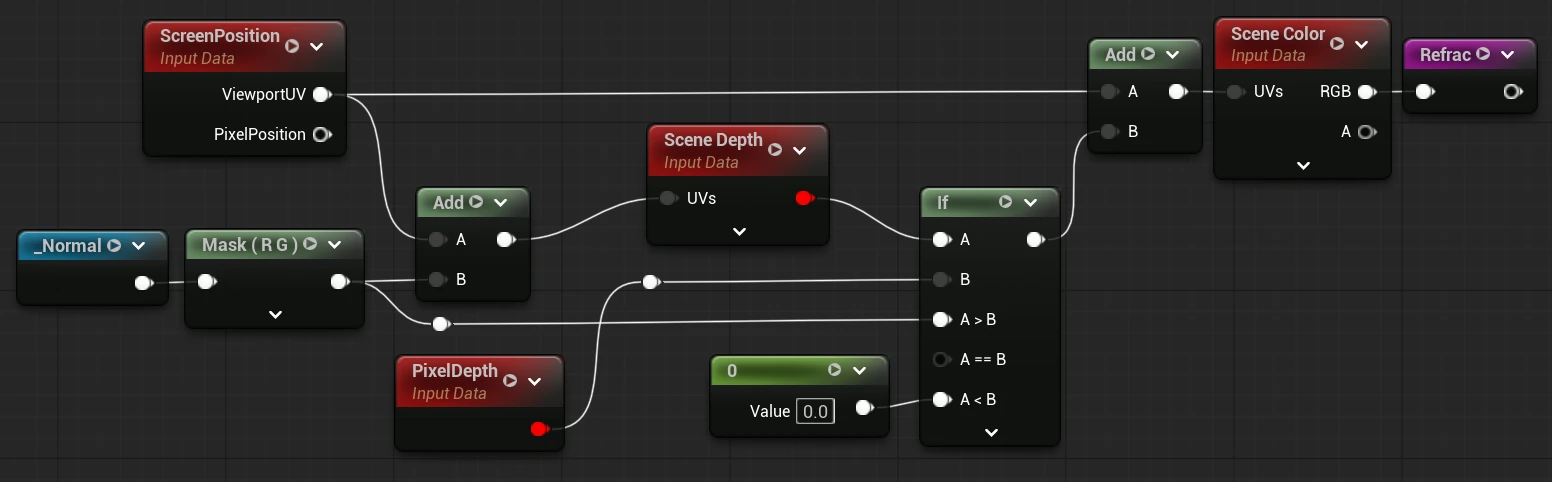 ScreenPosition
Input Data
ViewportUV
PixelPosition
_Normal
Mask ( R G )
Add
A
B
PixelDepth
Input Data
Scene Depth
Input Data
UVs
0
Value 0.0
If
A
B
A > B
A == B
A < B
Add
A
B
Scene Color
Input Data
UVs RGB
A
Refrac